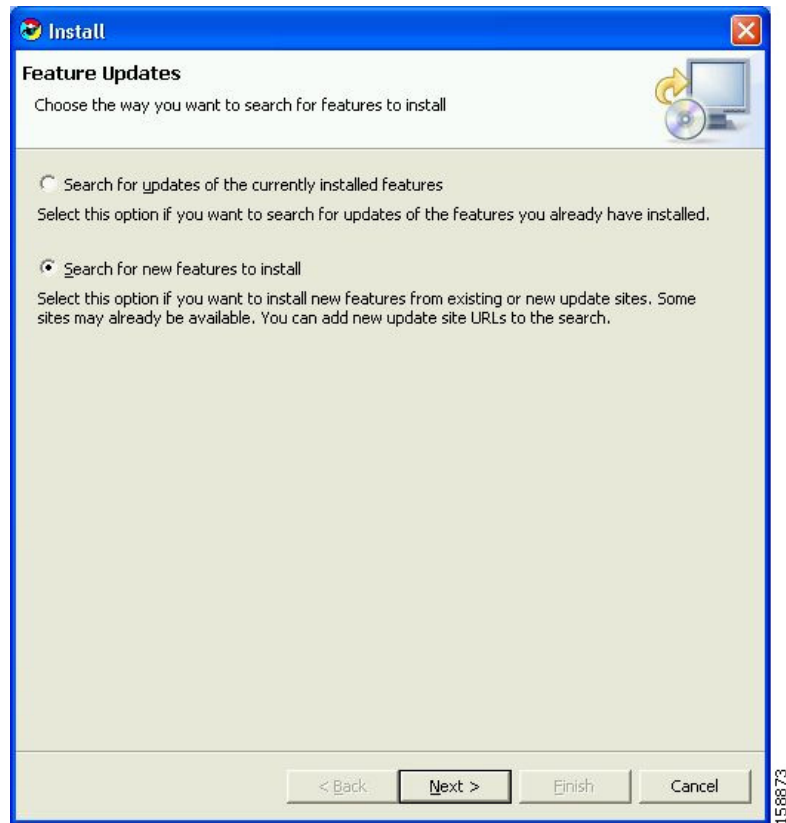 Install
Feature Updates
Choose the way you want to search for features to install
Search for updates of the currently installed features
Select this option if you want to search for updates of the features you already have installed.
Search for new features to install
Select this option if you want to install new features from existing or new update sites. Some
sites may already be available. You can add new update site URLs to the search.
< Back
Next >
Finish
Cancel
158873